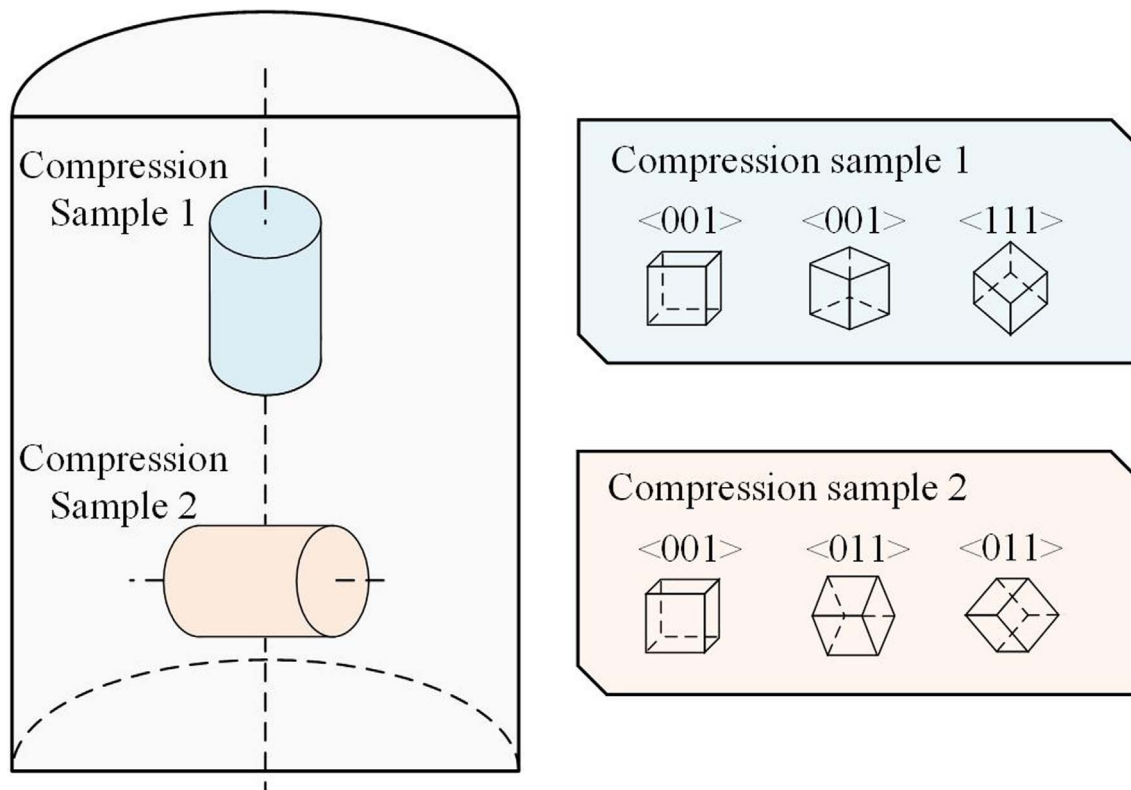 Compression
Sample 1
Compression
Sample 2
Compression sample 1
<001> <001> <111>
Compression sample 2
<001> <011> <011>